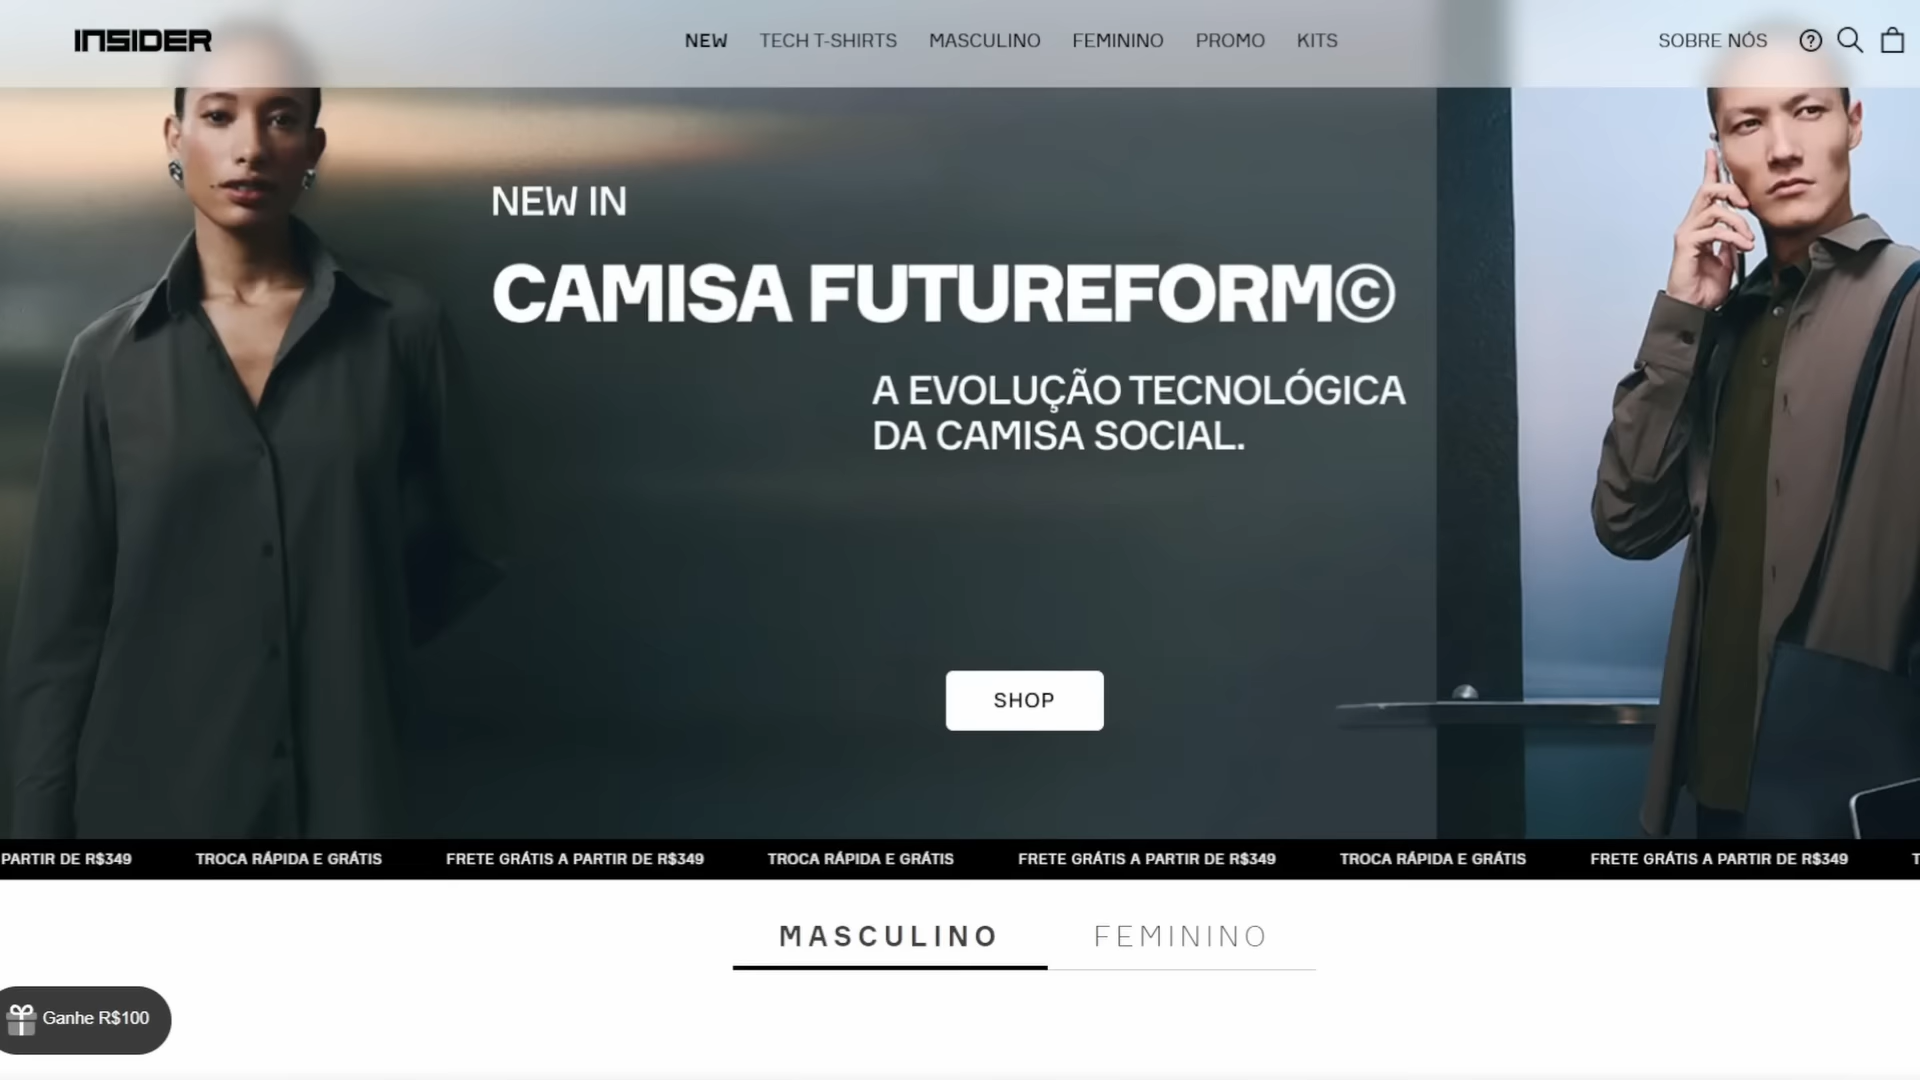 INSIDER
NEW TECH T-SHIRTS MASCULINO FEMININO PROMO KITS
SOBRE NÓS
NEW IN
CAMISA FUTUREFORM©
A EVOLUÇÃO TECNOLÓGICA
DA CAMISA SOCIAL.
SHOP
PARTIR DE R$349 TROCA RÁPIDA E GRÁTIS FRETE GRÁTIS A PARTIR DE R$349 TROCA RÁPIDA E GRÁTIS FRETE GRÁTIS A PARTIR DE R$349 TROCA RÁPIDA E GRÁTIS FRETE GRÁTIS A PARTIR DE R$349 T
MASCULINO FEMININO
Ganhe R$100